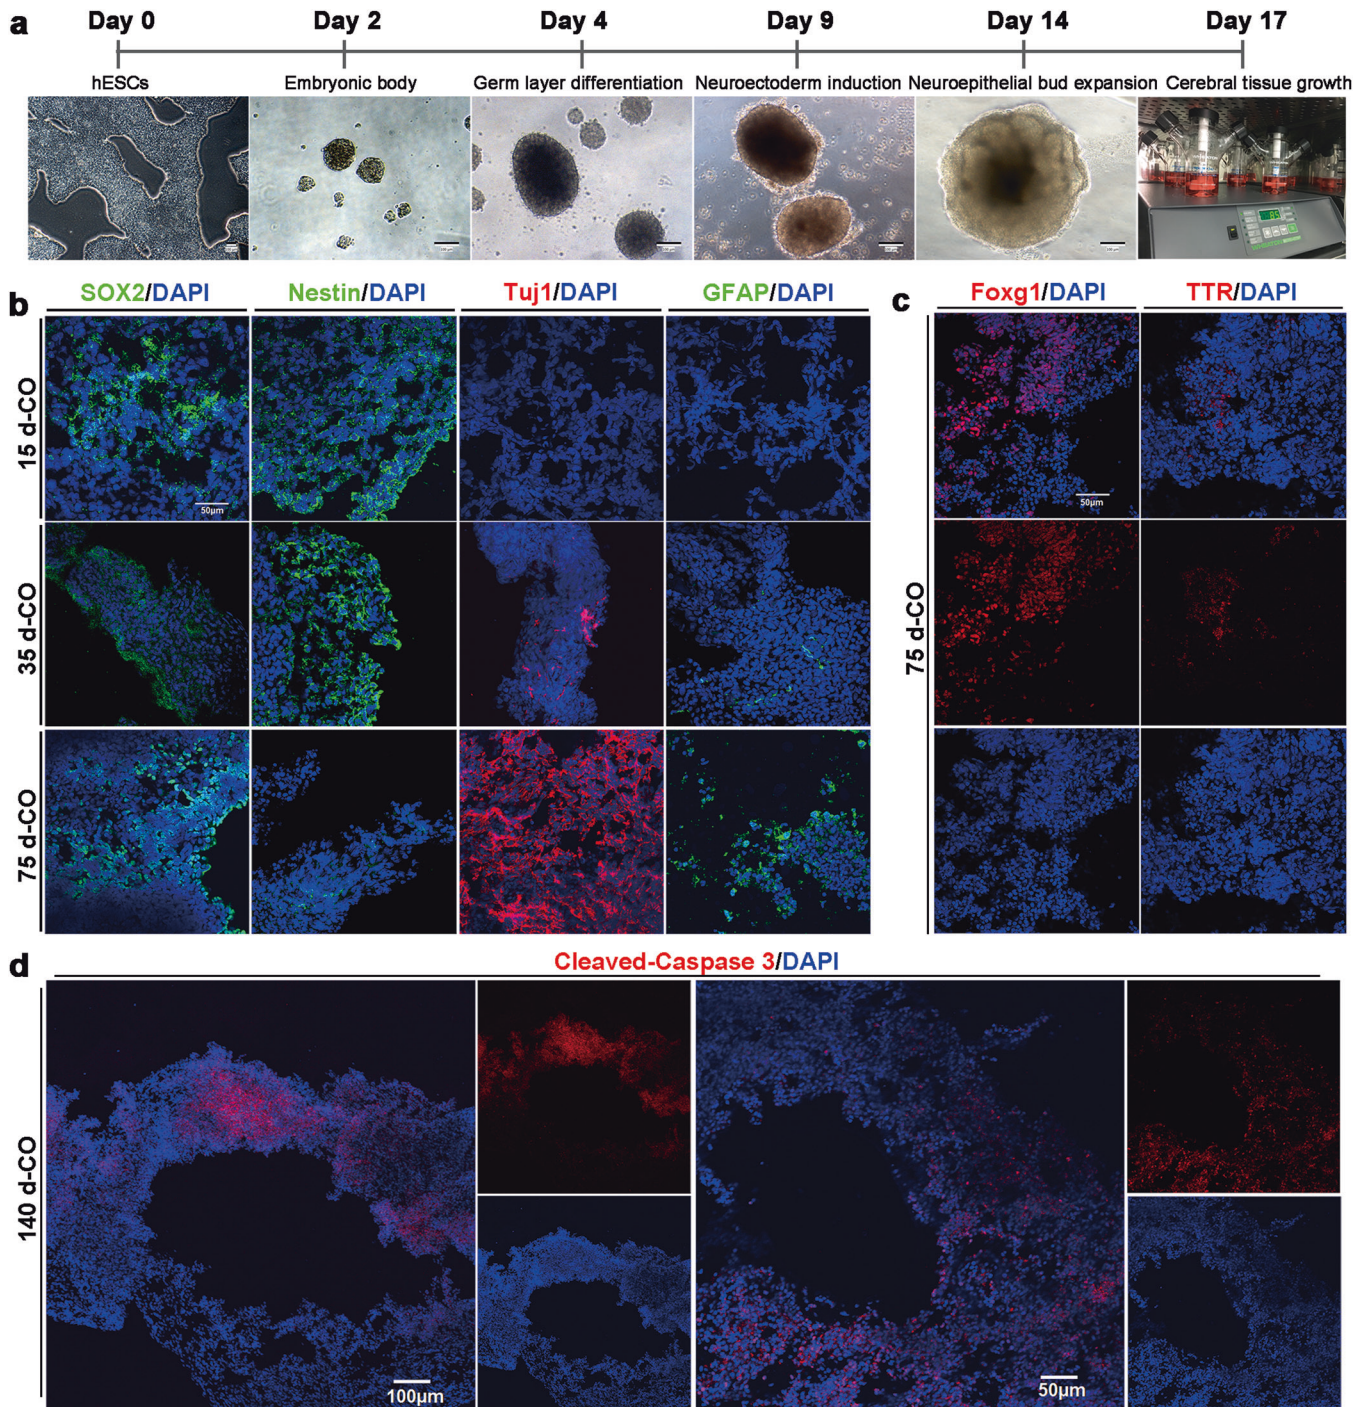 a
Day 0 Day 2 Day 4 Day 9 Day 14 Day 17
hESCs Embryonic body Germ layer differentiation Neuroectoderm induction Neuroepithelial bud expansion Cerebral tissue growth
b
SOX2/DAPI Nestin/DAPI Tuj1/DAPI GFAP/DAPI
15 d-CO
50μm
35 d-CO
75 d-CO
c
Foxg1/DAPI TTR/DAPI
50μm
75 d-CO
d
Cleaved-Caspase 3/DAPI
140 d-CO
100μm
50μm